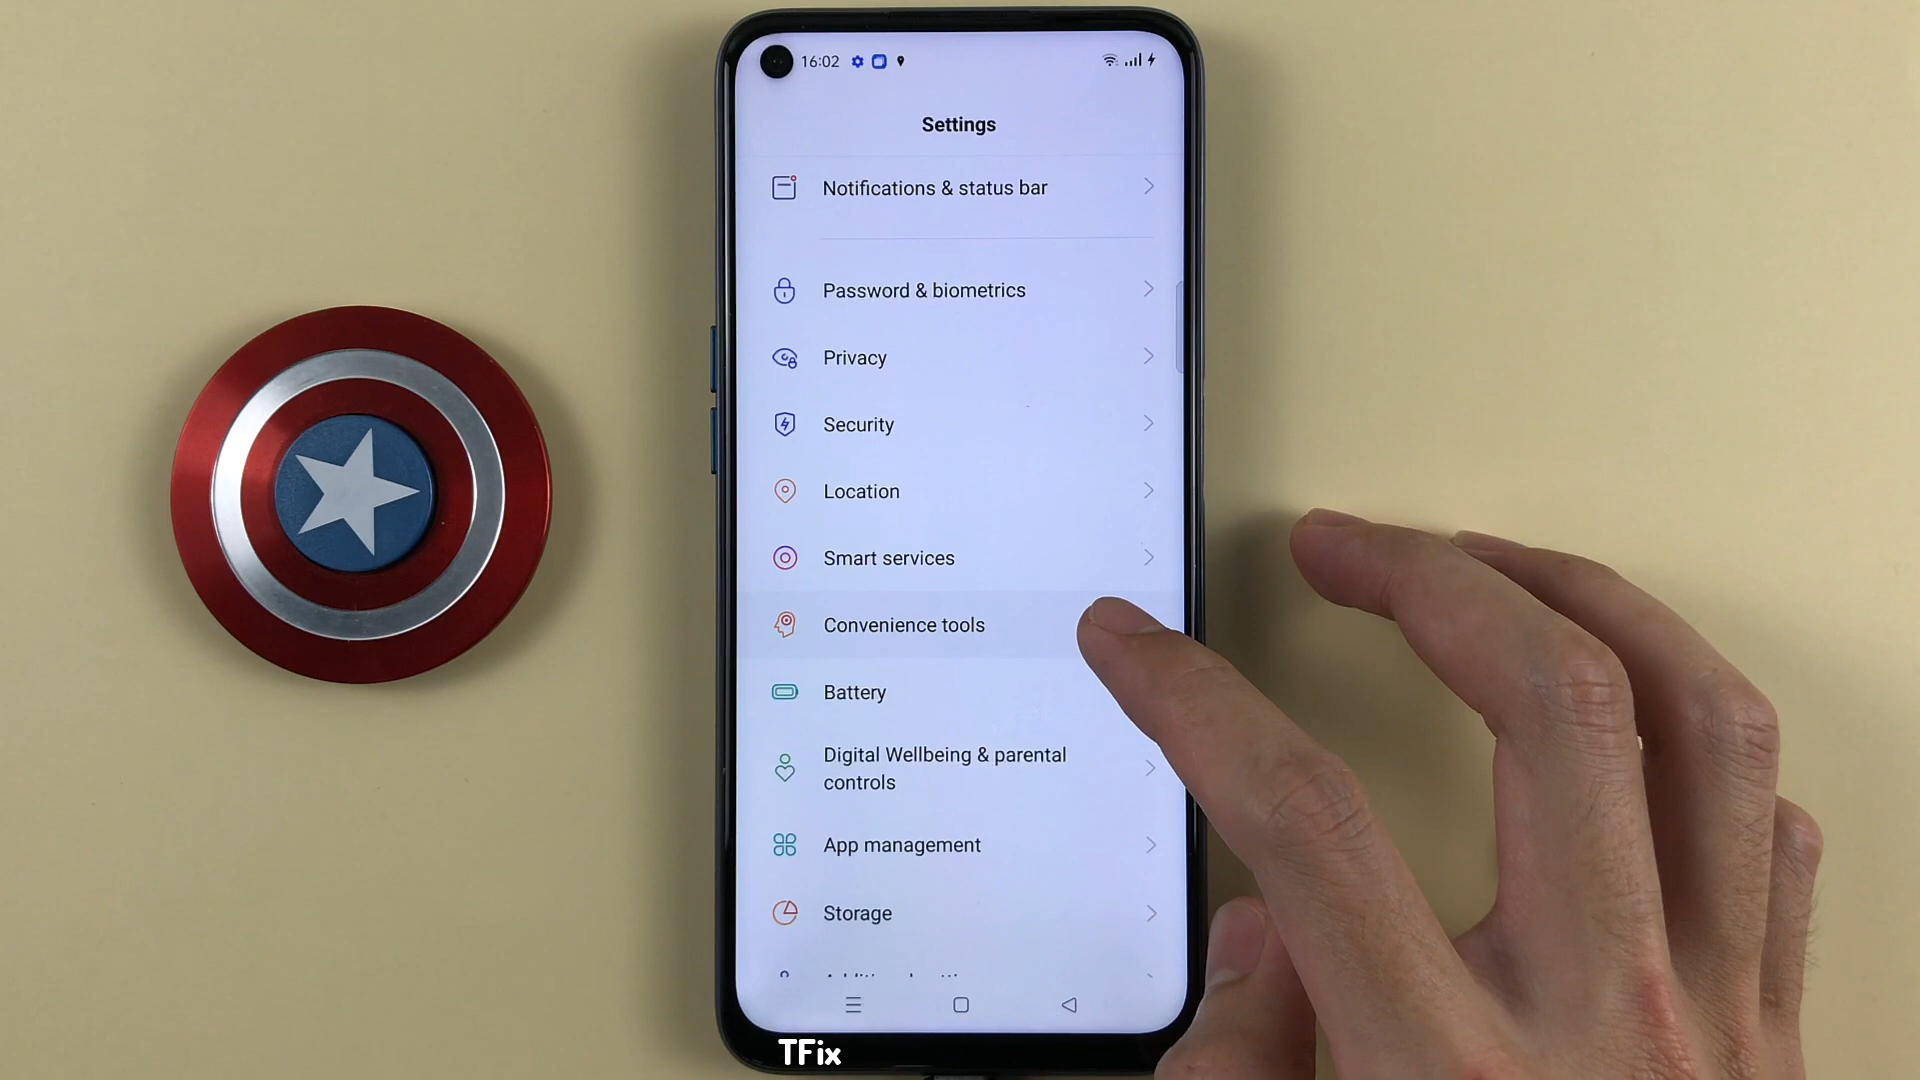 16:02
Settings
Notifications & status bar
Password & biometrics
Privacy
Security
Location
Smart services
Convenience tools
Battery
Digital Wellbeing & parental
controls
App management
Storage
TFix